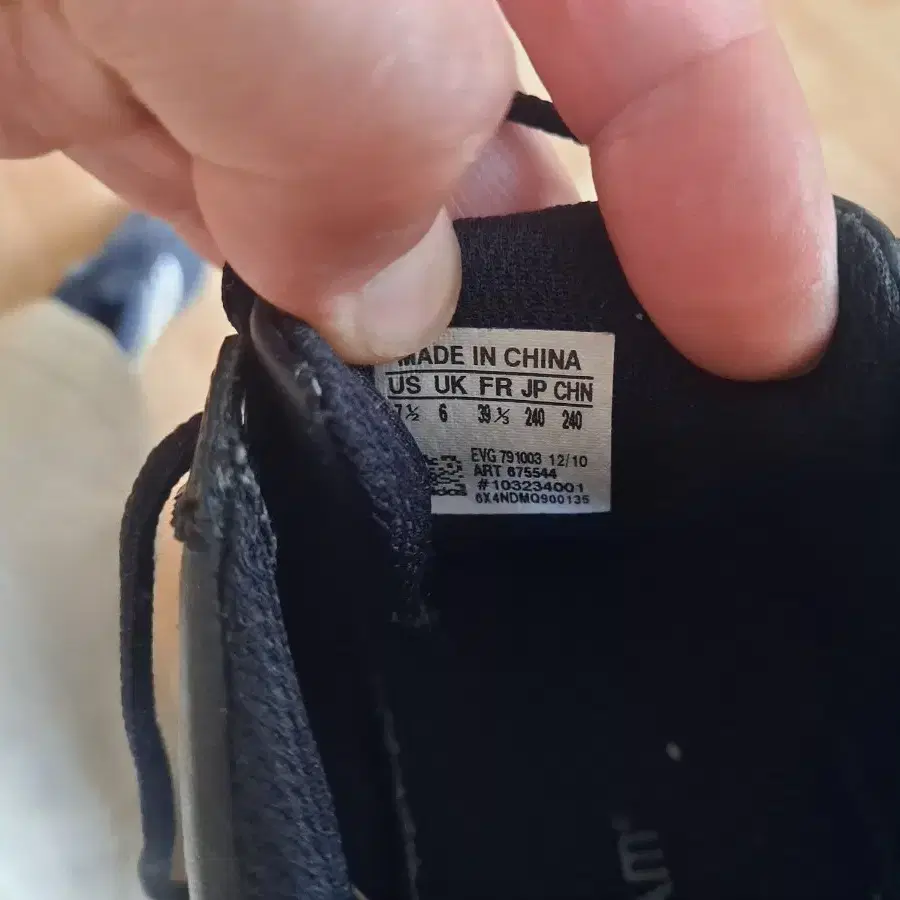 MADE IN CHINA
US UK FR JP CHN
7½ 6 39⅓ 240 240
EVG 791003 12/10
ART 675544
#103234001
6X4NDMQ900135